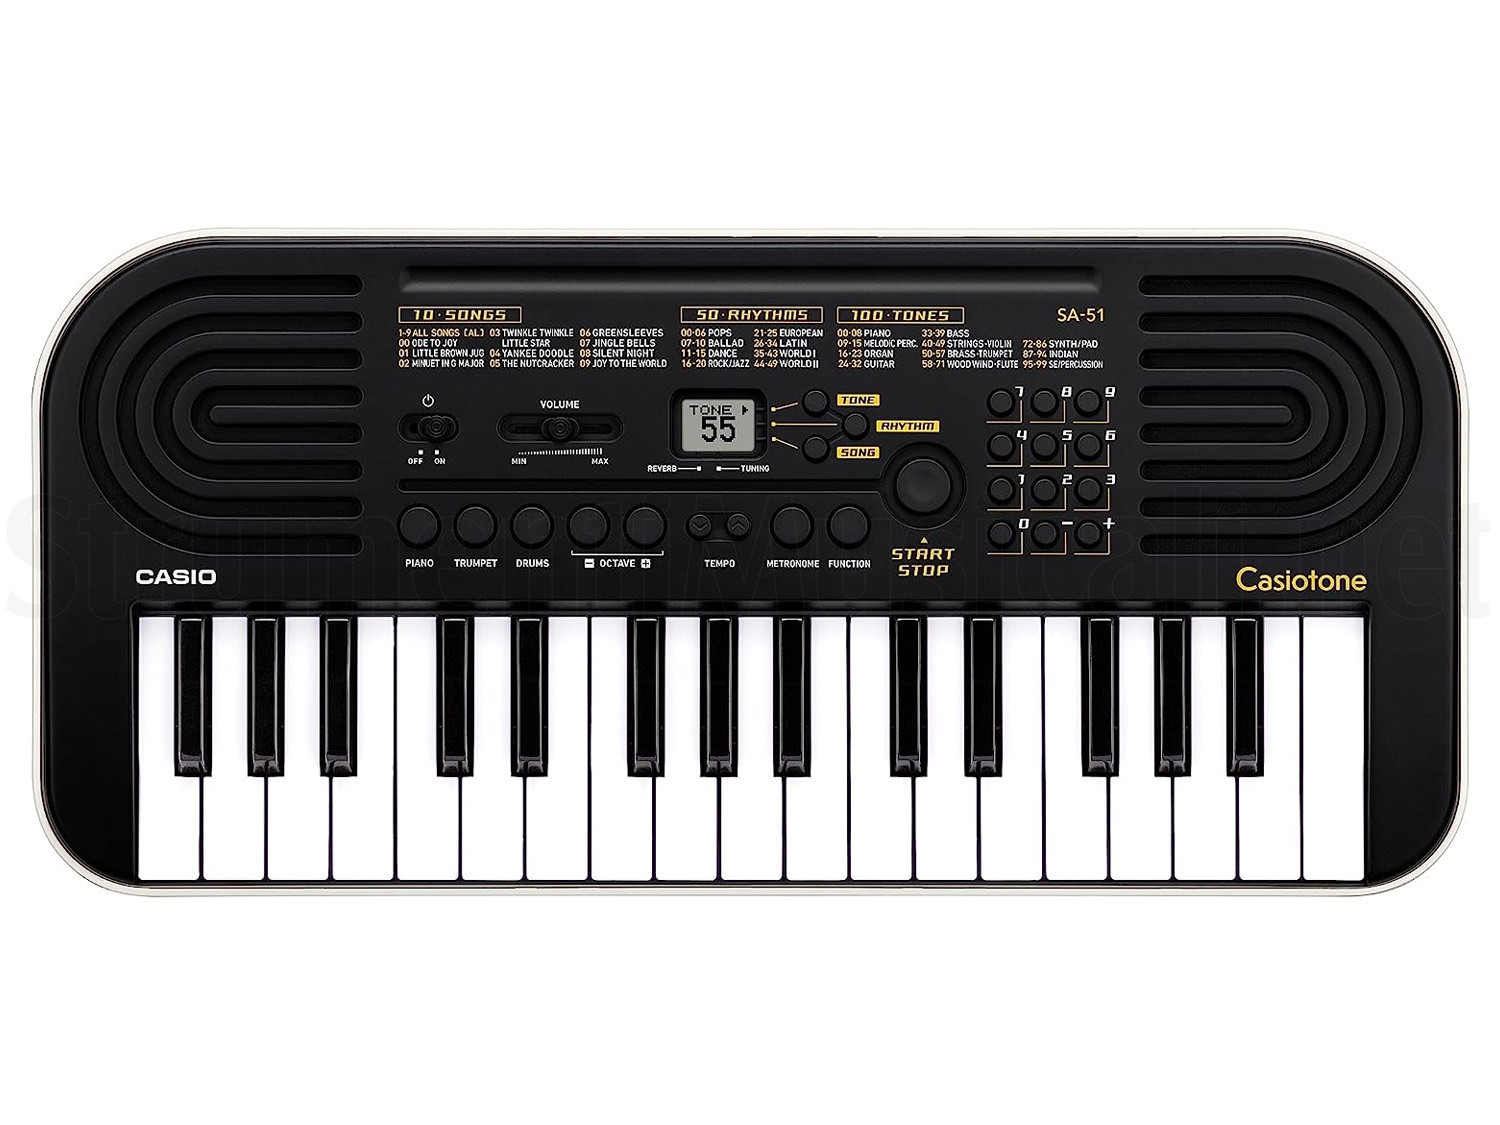 10·SONGS
1-9 ALL SONGS (AL)
00 ODE TO JOY
01 LITTLE BROWN JUG
02 MINUET IN G MAJOR
03 TWINKLE TWINKLE
LITTLE STAR
04 YANKEE DOODLE
05 THE NUTCRACKER
06 GREENSLEEVES
07 JINGLE BELLS
08 SILENT NIGHT
09 JOY TO THE WORLD
50·RHYTHMS
00-06 POPS
07-10 BALLAD
11-15 DANCE
16-20 ROCK/JAZZ
21-25 EUROPEAN
26-34 LATIN
35-43 WORLD I
44-49 WORLD II
100·TONES
00-08 PIANO
09-15 MELODIC PERC.
16-23 ORGAN
24-32 GUITAR
33-39 BASS
40-49 STRINGS·VIOLIN
50-57 BRASS·TRUMPET
58-71 WOODWIND·FLUTE
72-86 SYNTH/PAD
87-94 INDIAN
95-99 SE/PERCUSSION
SA-51
OFF ON
VOLUME
MIN MAX
TONE
55
REVERB TUNING
TONE
RHYTHM
SONG
7 8 9
4 5 6
1 2 3
0 − +
PIANO TRUMPET DRUMS − OCTAVE + TEMPO METRONOME FUNCTION
START
STOP
CASIO
Casiotone
StrumentiMusicali.net